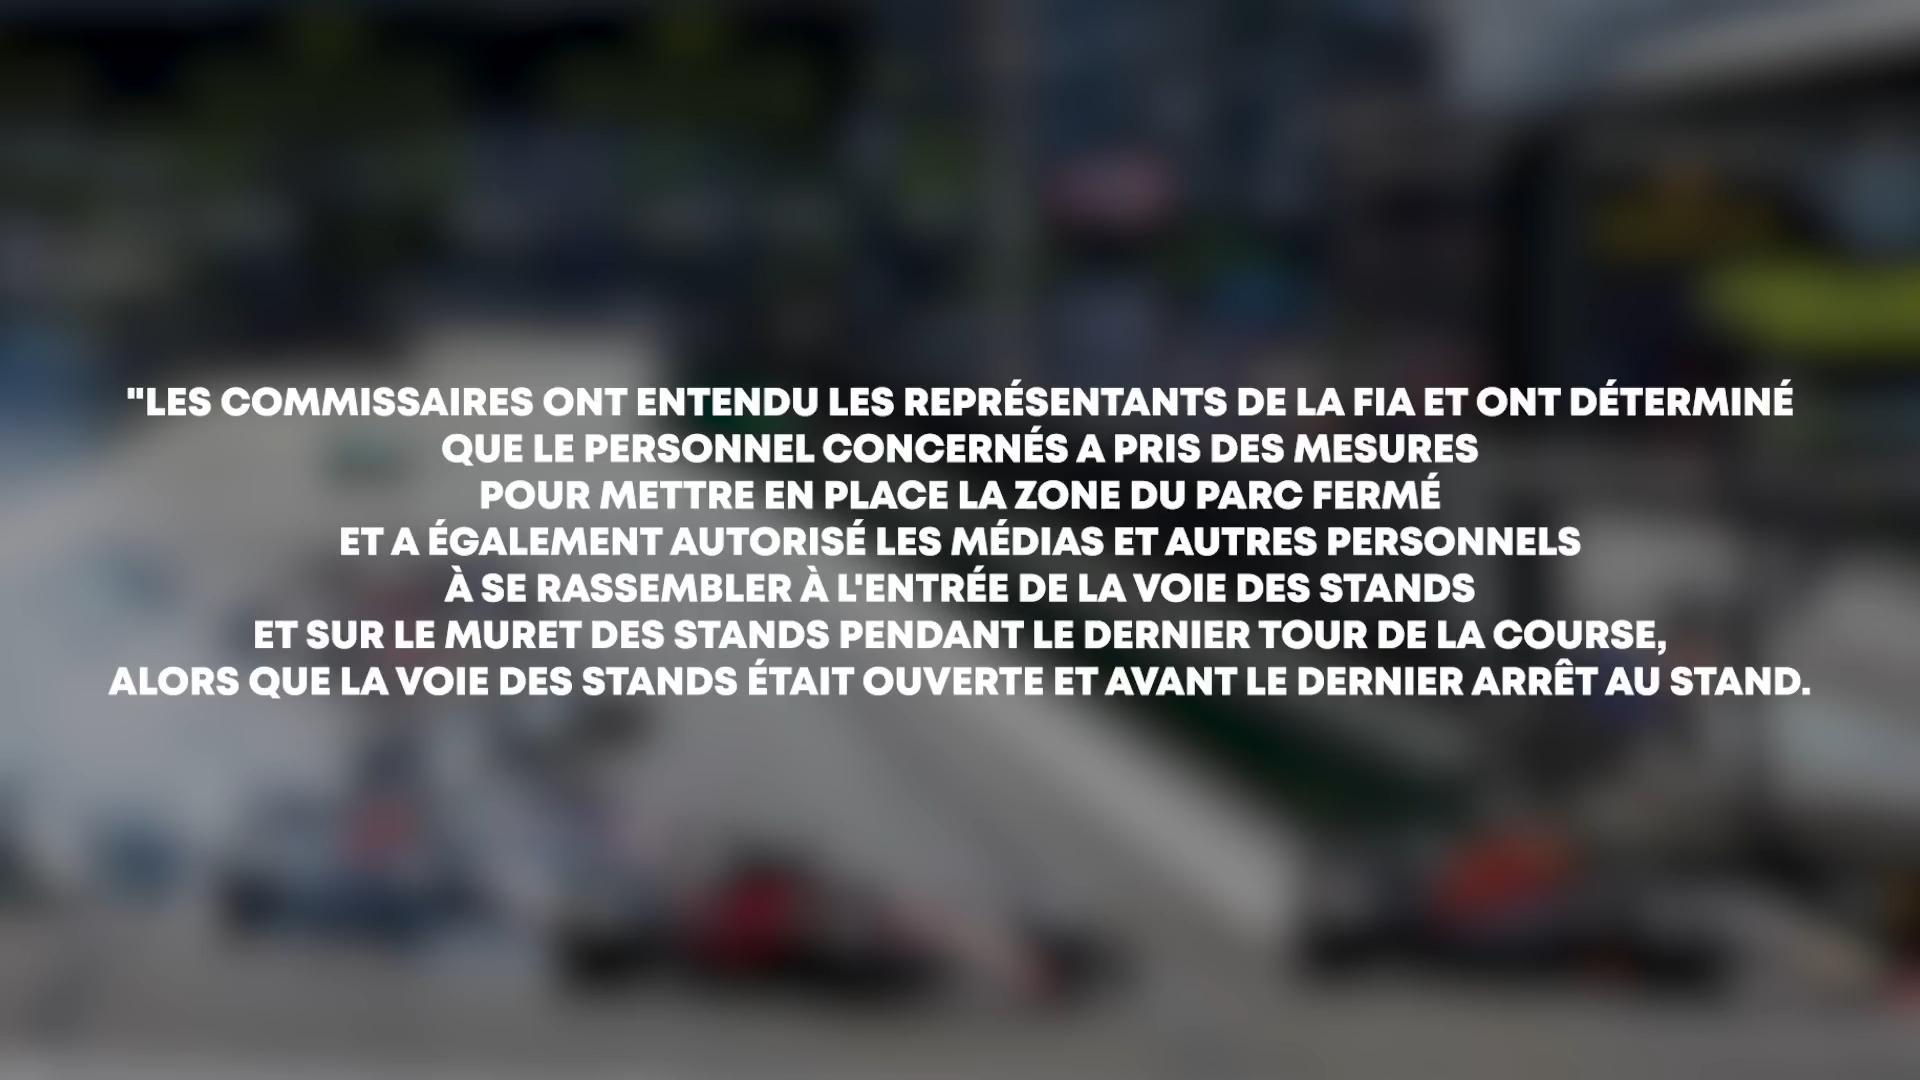 "LES COMMISSAIRES ONT ENTENDU LES REPRÉSENTANTS DE LA FIA ET ONT DÉTERMINÉ
QUE LE PERSONNEL CONCERNÉS A PRIS DES MESURES
POUR METTRE EN PLACE LA ZONE DU PARC FERMÉ
ET A ÉGALEMENT AUTORISÉ LES MÉDIAS ET AUTRES PERSONNELS
À SE RASSEMBLER À L'ENTRÉE DE LA VOIE DES STANDS
ET SUR LE MURET DES STANDS PENDANT LE DERNIER TOUR DE LA COURSE,
ALORS QUE LA VOIE DES STANDS ÉTAIT OUVERTE ET AVANT LE DERNIER ARRÊT AU STAND.